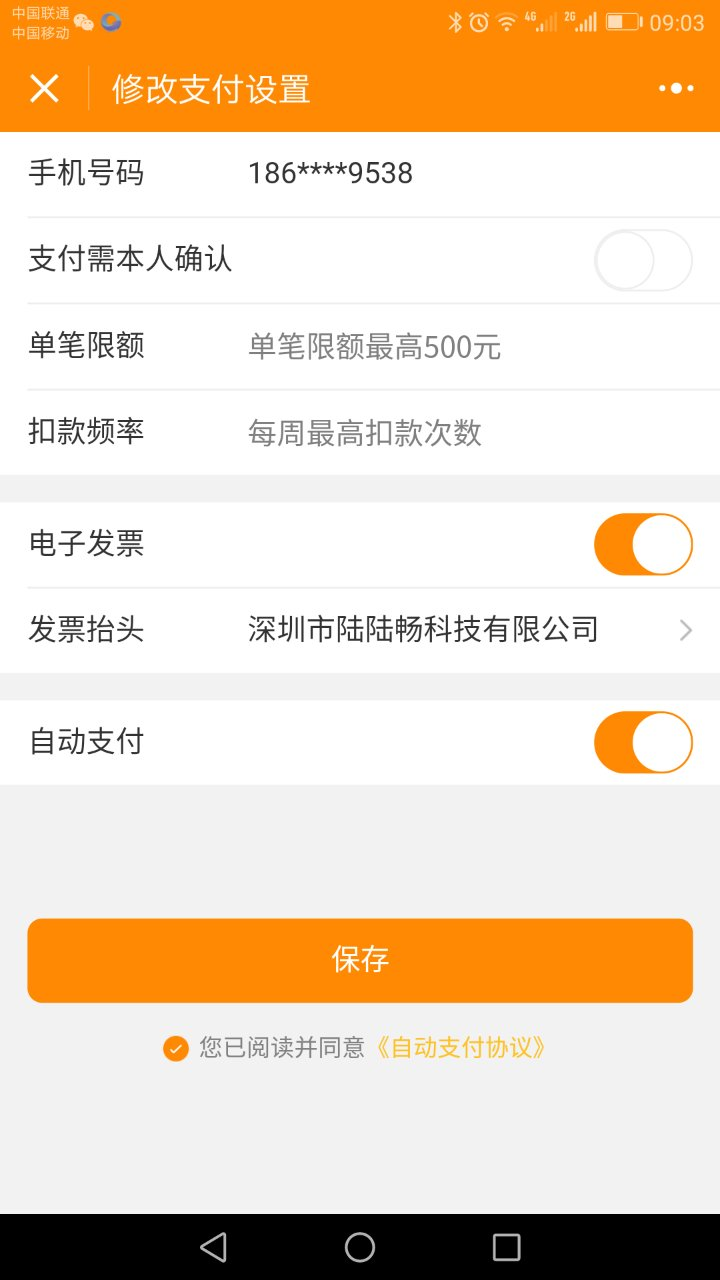 中国联通
中国移动
4G
2G
09:03
修改支付设置
手机号码 186****9538
支付需本人确认
单笔限额 单笔限额最高500元
扣款频率 每周最高扣款次数
电子发票
发票抬头 深圳市陆陆畅科技有限公司
自动支付
保存
您已阅读并同意《自动支付协议》